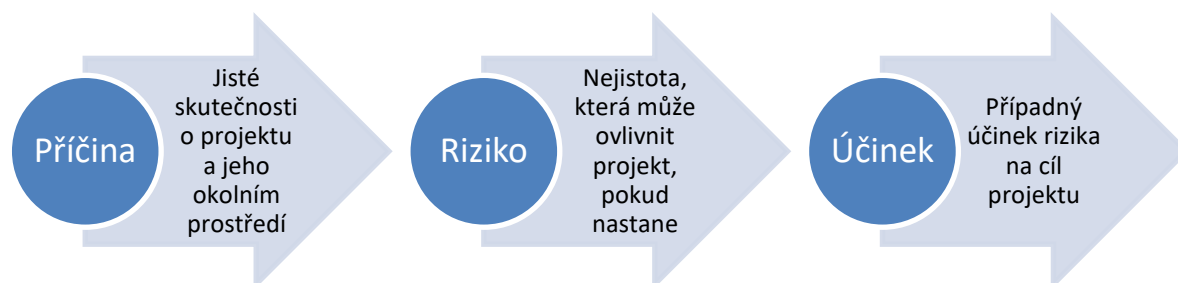 Příčina
Jisté
skutečnosti
o projektu
a jeho
okolním
prostředí
Riziko
Nejistota,
která může
ovlivnit
projekt,
pokud
nastane
Účinek
Případný
účinek rizika
na cíl
projektu